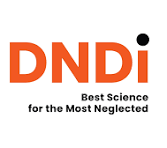 DNDi
Best Science
for the Most Neglected